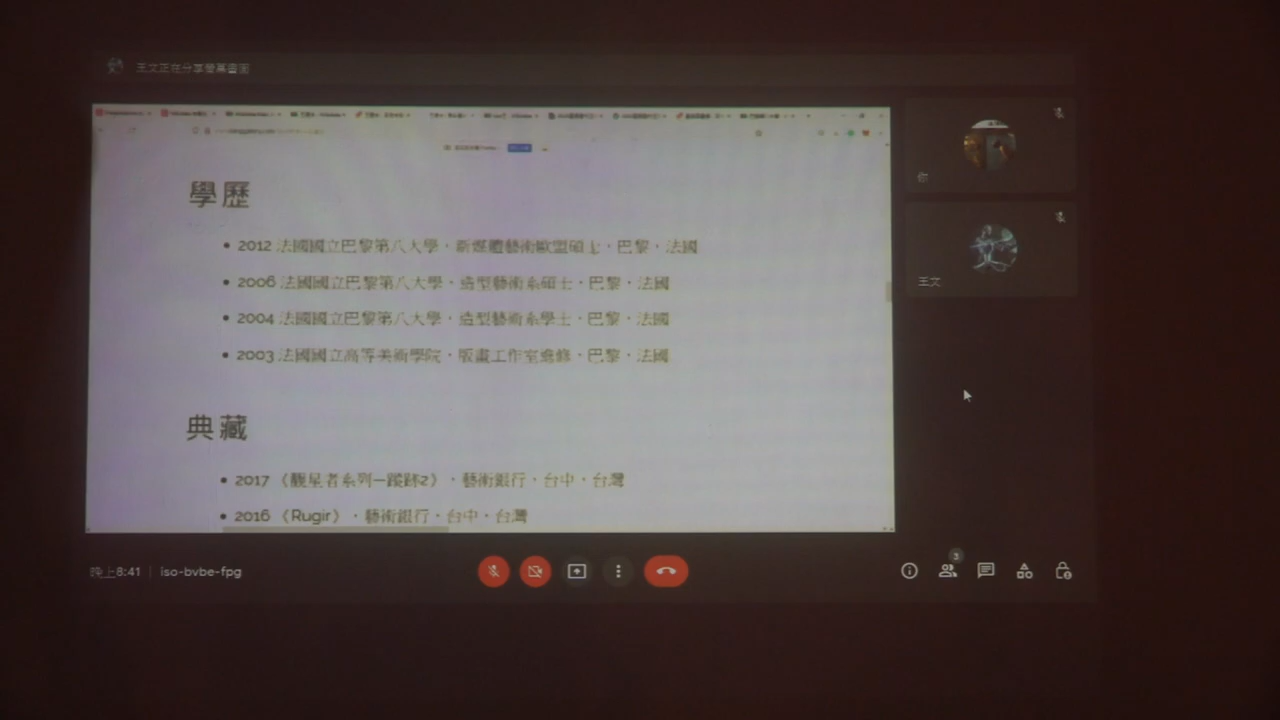 王文正在分享螢幕畫面
學歷
• 2012 法國國立巴黎第八大學・新媒體藝術歐盟碩士・巴黎・法國
• 2006 法國國立巴黎第八大學・造型藝術系碩士・巴黎・法國
• 2004 法國國立巴黎第八大學・造型藝術系學士・巴黎・法國
• 2003 法國國立高等美術學院・版畫工作室進修・巴黎・法國
典藏
• 2017 《觀星者系列—蹤跡2》・藝術銀行・台中・台灣
• 2016 《Rugir》・藝術銀行・台中・台灣
你
王文
晚上8:41 | iso-bvbe-fpg
3